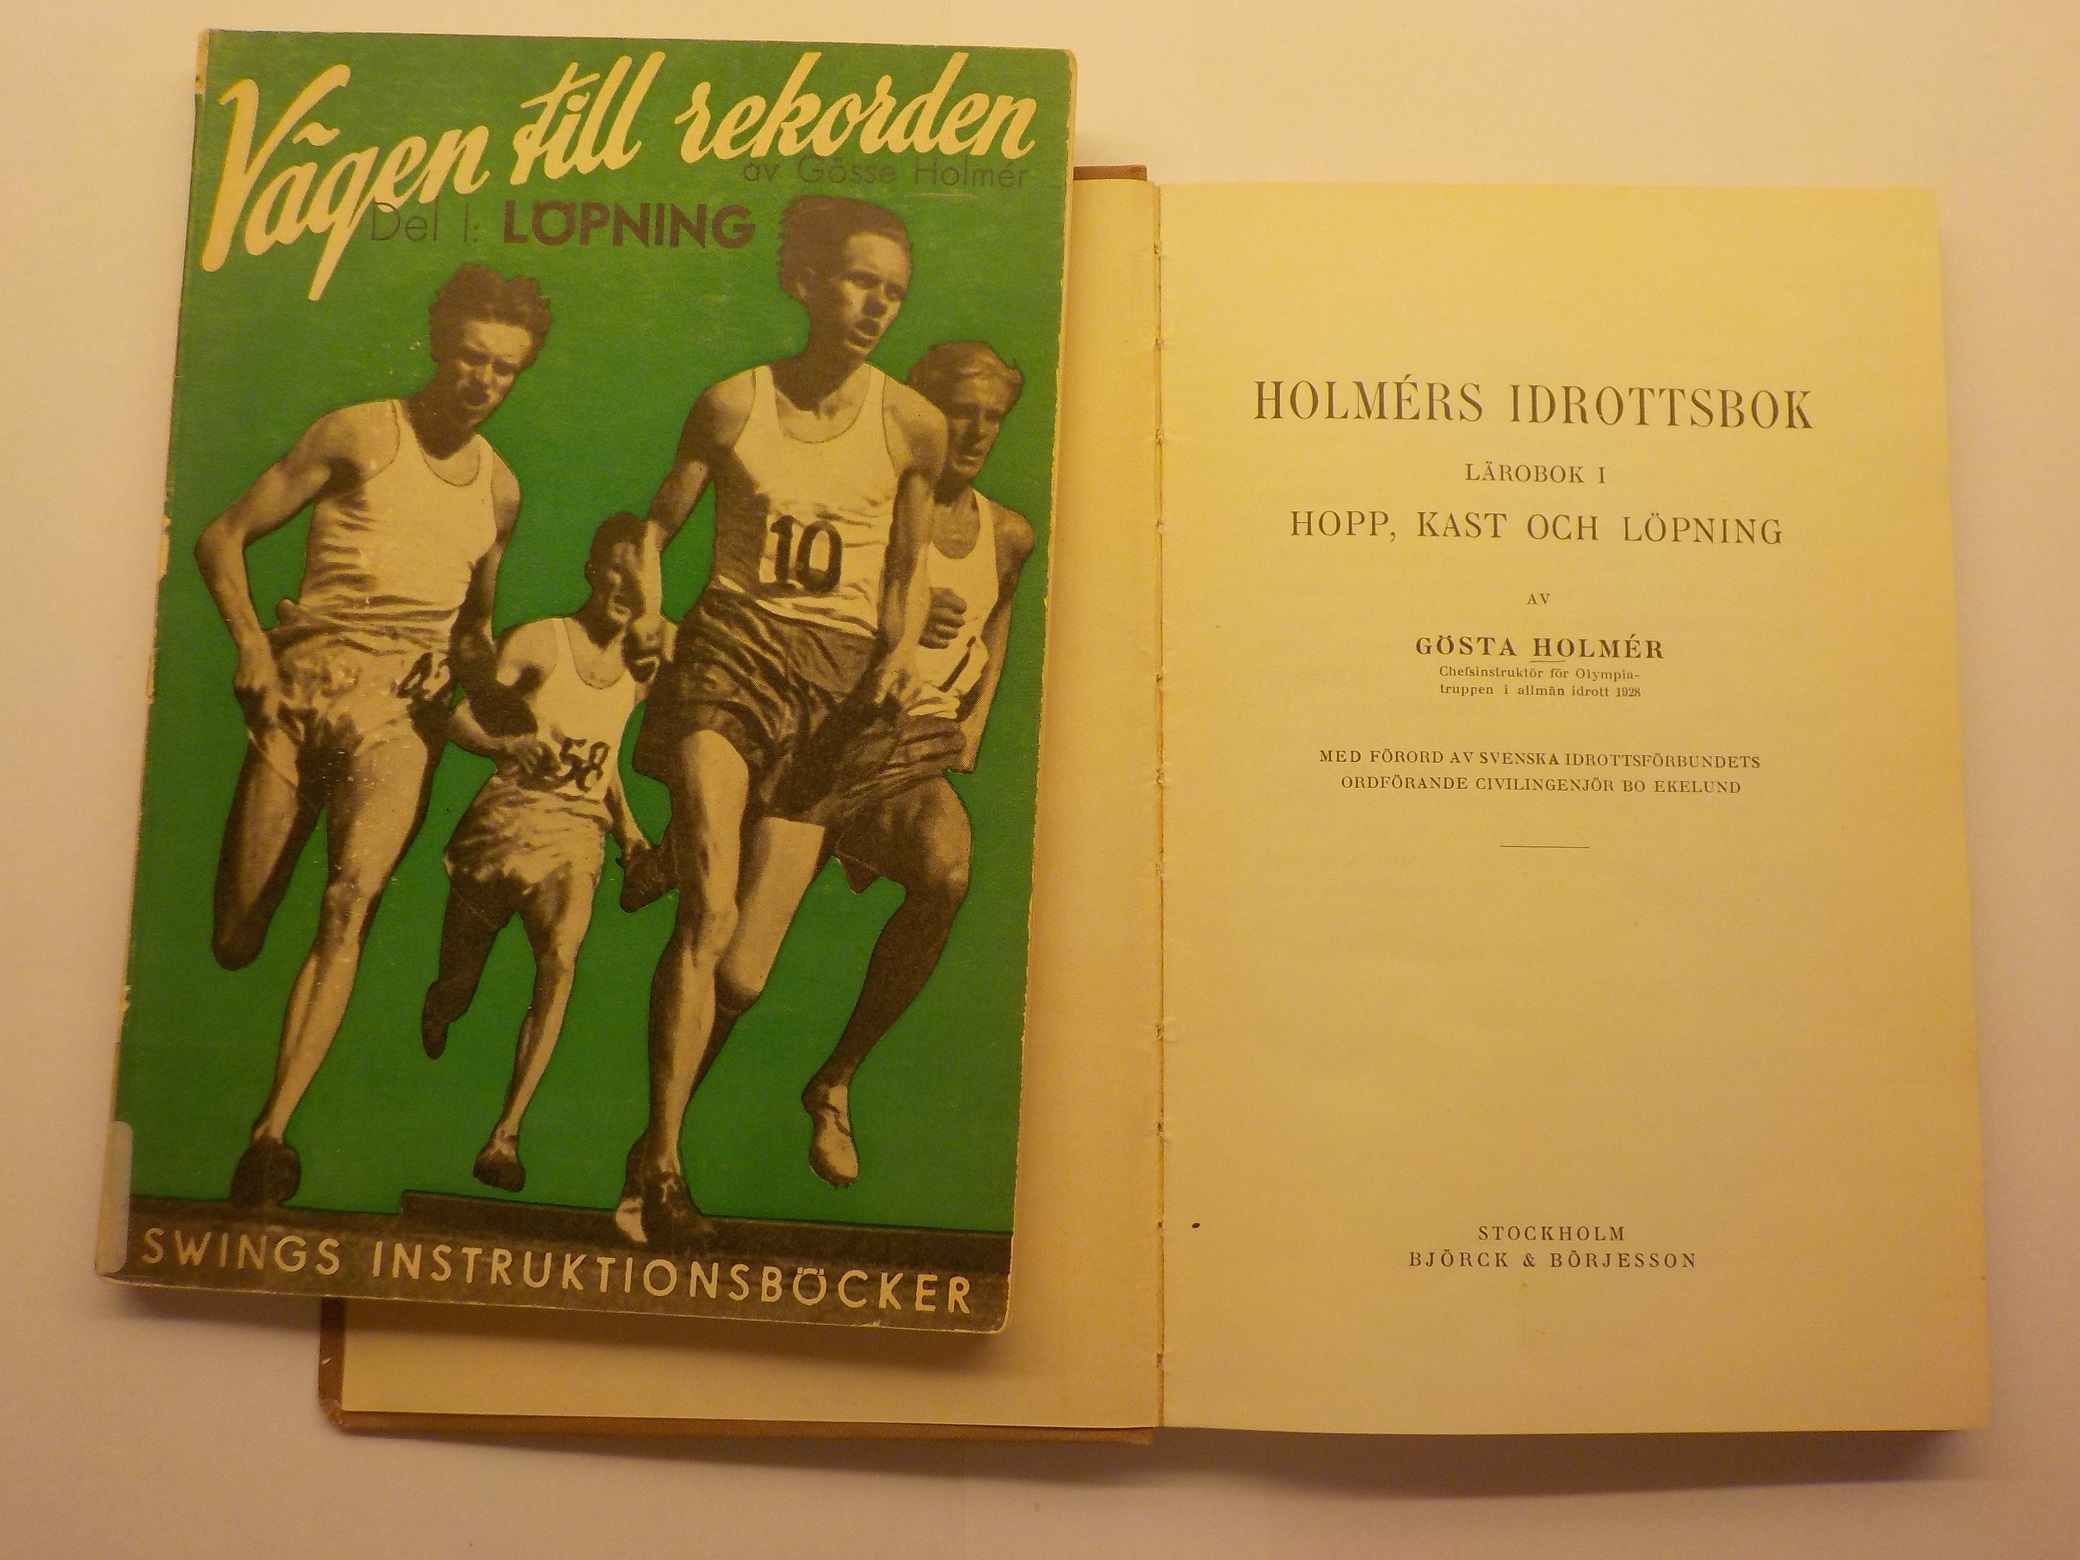 Vägen till rekorden
av Gösse Holmér
Del I: LÖPNING
10
58
SWINGS INSTRUKTIONSBÖCKER
HOLMÉRS IDROTTSBOK
LÄROBOK I
HOPP, KAST OCH LÖPNING
AV
GÖSTA HOLMÉR
Chefsinstruktör för Olympia-
truppen i allmän idrott 1928
MED FÖRORD AV SVENSKA IDROTTSFÖRBUNDETS
ORDFÖRANDE CIVILINGENJÖR BO EKELUND
STOCKHOLM
BJÖRCK & BÖRJESSON